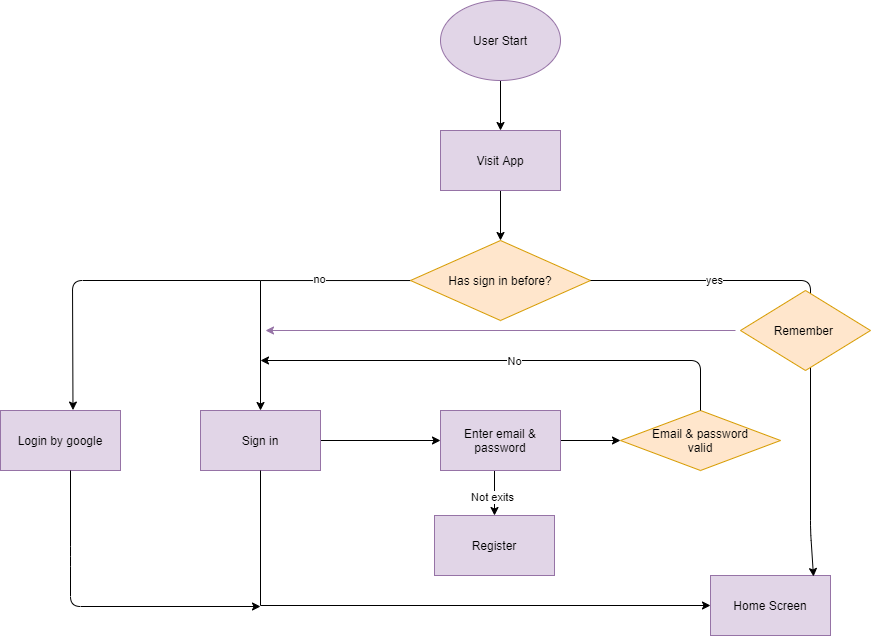 User Start
Visit App
Has sign in before?
no
yes
Remember
No
Login by google
Sign in
Enter email &
password
Email & password
valid
Not exits
Register
Home Screen